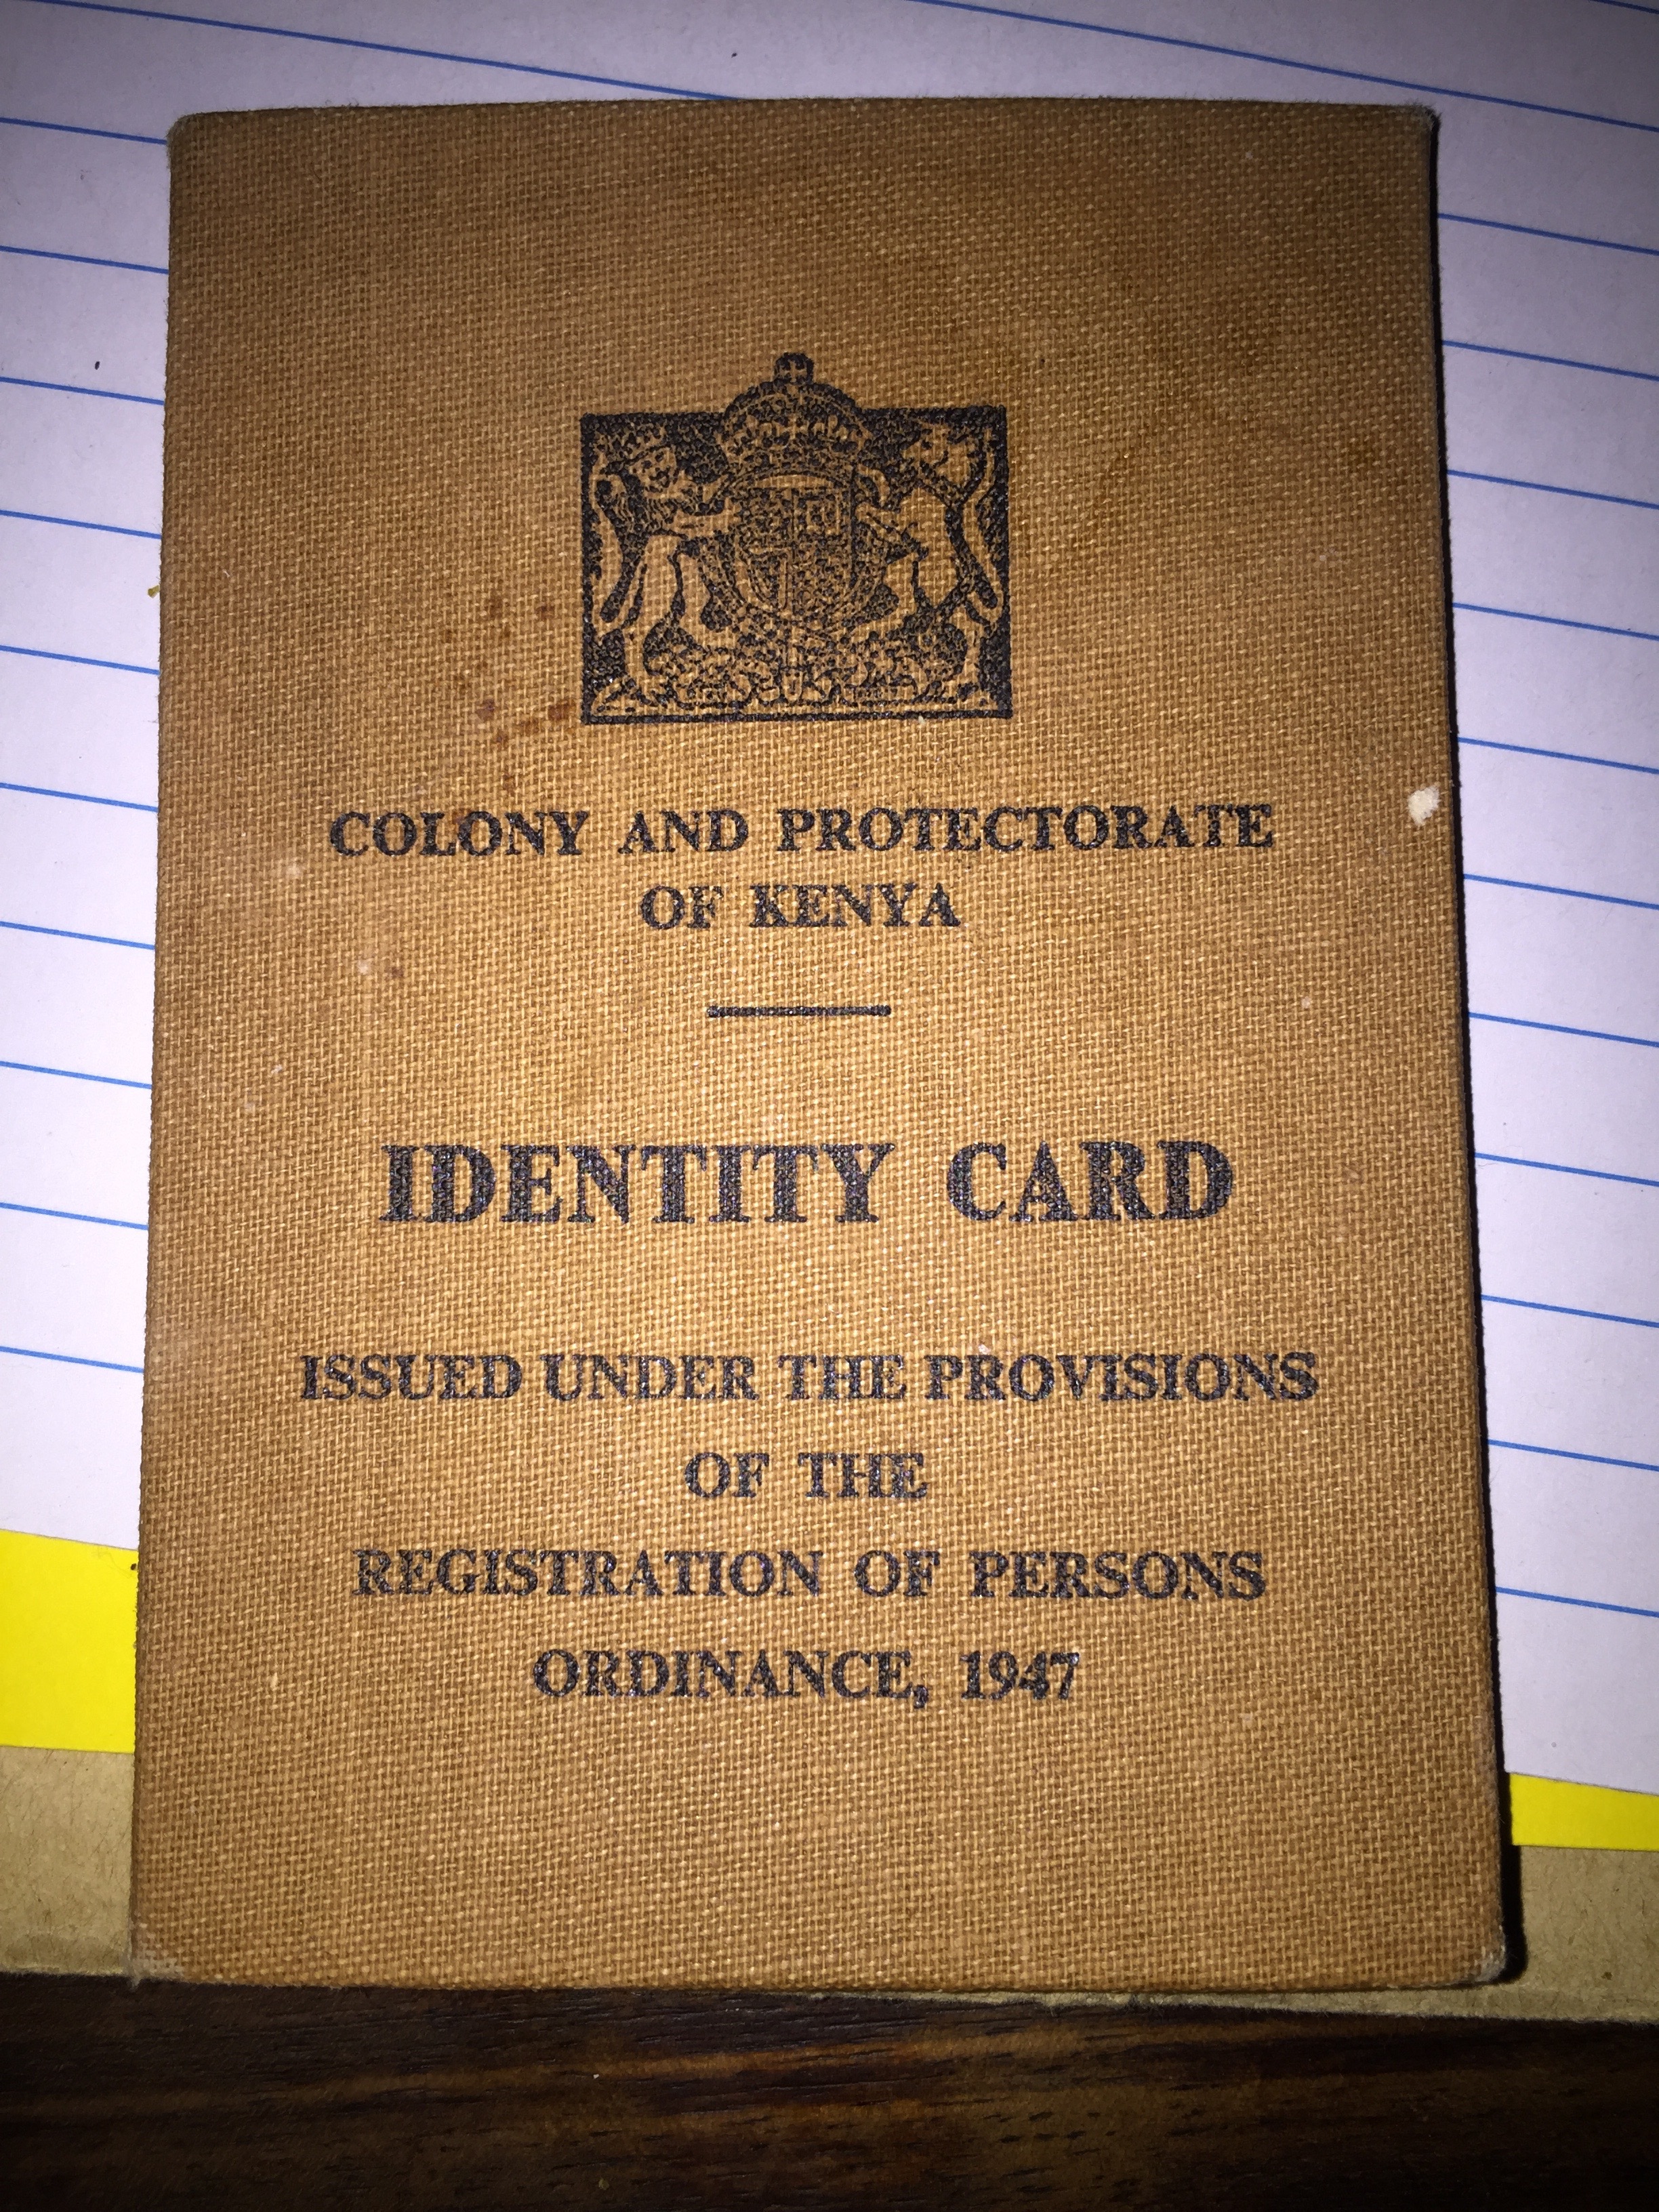 COLONY AND PROTECTORATE
OF KENYA
IDENTITY CARD
ISSUED UNDER THE PROVISIONS
OF THE
REGISTRATION OF PERSONS
ORDINANCE, 1947